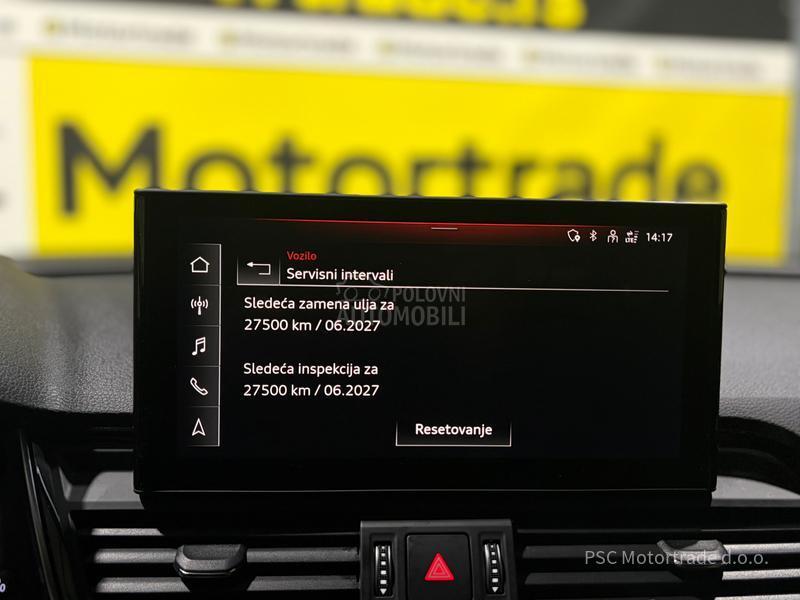 Motortrade
LTE
14:17
Vozilo
Servisni intervali
Sledeća zamena ulja za
27500 km / 06.2027
POLOVNI
AUTOMOBILI
Sledeća inspekcija za
27500 km / 06.2027
Resetovanje
PSC Motortrade d.o.o.